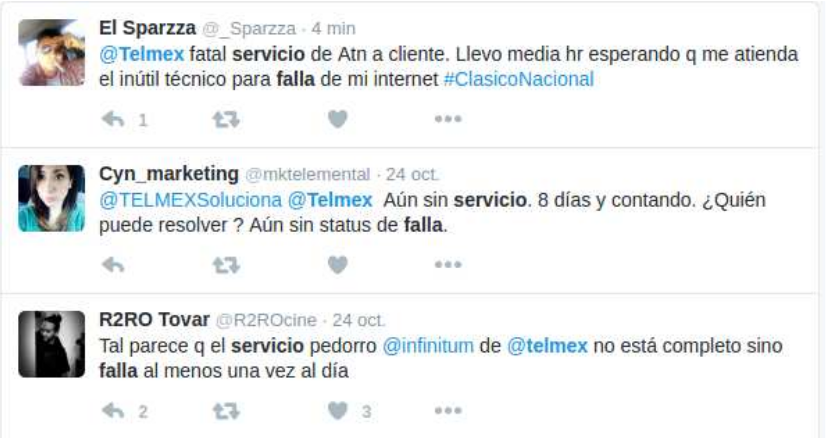 El Sparzza @_Sparzza · 4 min
@Telmex fatal servicio de Atn a cliente. Llevo media hr esperando q me atienda
el inútil técnico para falla de mi internet #ClasicoNacional
1
Cyn_marketing @mktelemental · 24 oct.
@TELMEXSoluciona @Telmex Aún sin servicio. 8 días y contando. ¿Quién
puede resolver ? Aún sin status de falla.
R2RO Tovar @R2ROcine · 24 oct.
Tal parece q el servicio pedorro @infinitum de @telmex no está completo sino
falla al menos una vez al día
2 3